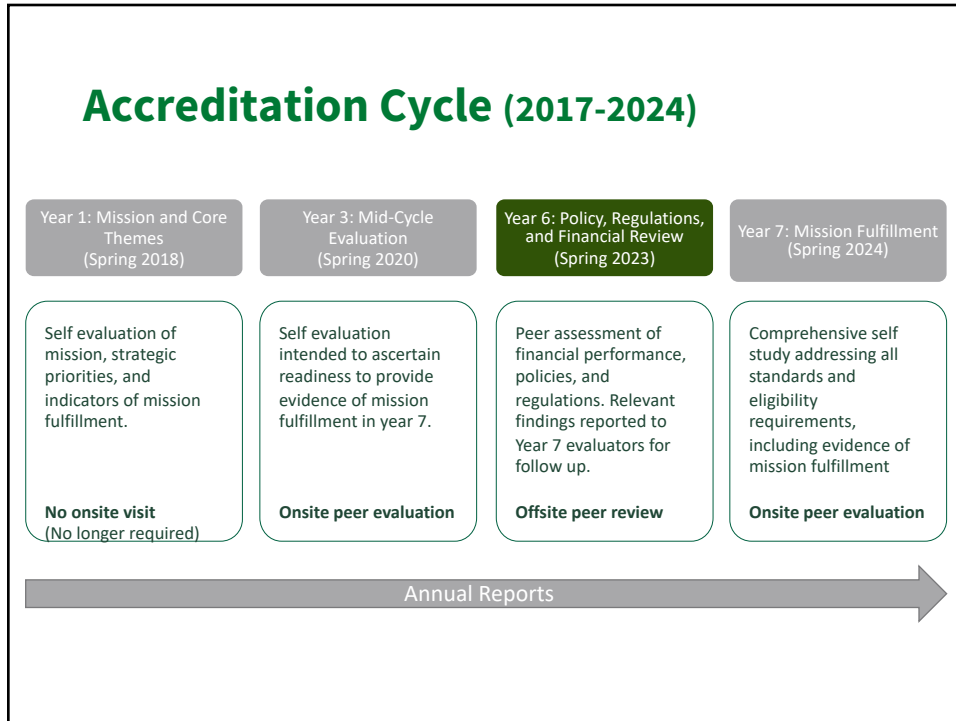 Accreditation Cycle (2017-2024)
Year 1: Mission and Core
Themes
(Spring 2018)
Self evaluation of
mission, strategic
priorities, and
indicators of mission
fulfillment.
No onsite visit
(No longer required)
Year 3: Mid-Cycle
Evaluation
(Spring 2020)
Self evaluation
intended to ascertain
readiness to provide
evidence of mission
fulfillment in year 7.
Onsite peer evaluation
Year 6: Policy, Regulations,
and Financial Review
(Spring 2023)
Peer assessment of
financial performance,
policies, and
regulations. Relevant
findings reported to
Year 7 evaluators for
follow up.
Offsite peer review
Year 7: Mission Fulfillment
(Spring 2024)
Comprehensive self
study addressing all
standards and
eligibility
requirements,
including evidence of
mission fulfillment
Onsite peer evaluation
Annual Reports